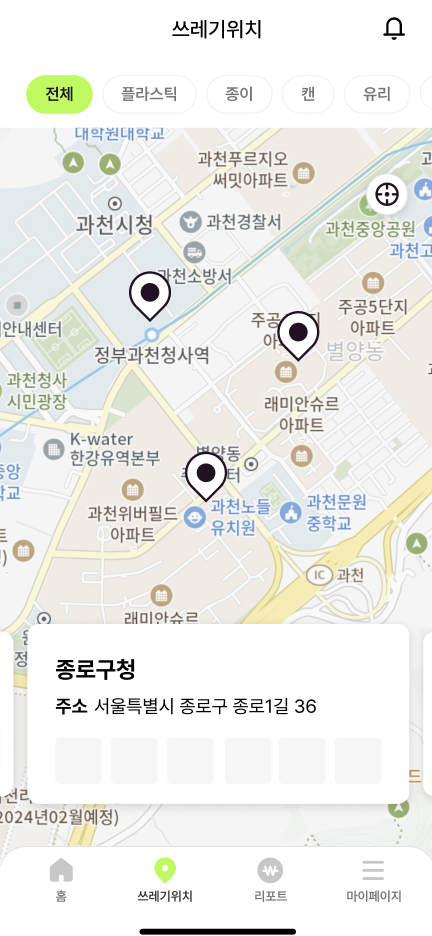 쓰레기위치
전체
플라스틱
종이
캔
유리
대학원대학교
과천푸르지오
써밋아파트
과천시청
과천경찰서
과천중앙공원
과천고
과천소방서
안내센터
주공5단지
아파트
정부과천청사역
별양동
과천청사
시민광장
래미안슈르
아파트
K-water
한강유역본부
별양동
중앙
학교
과천위버필드
아파트
과천노들
유치원
과천문원
중학교
IC 과천
래미안슈르
종로구청
주소 서울특별시 종로구 종로1길 36
2024년02월예정)
홈
쓰레기위치
리포트
마이페이지